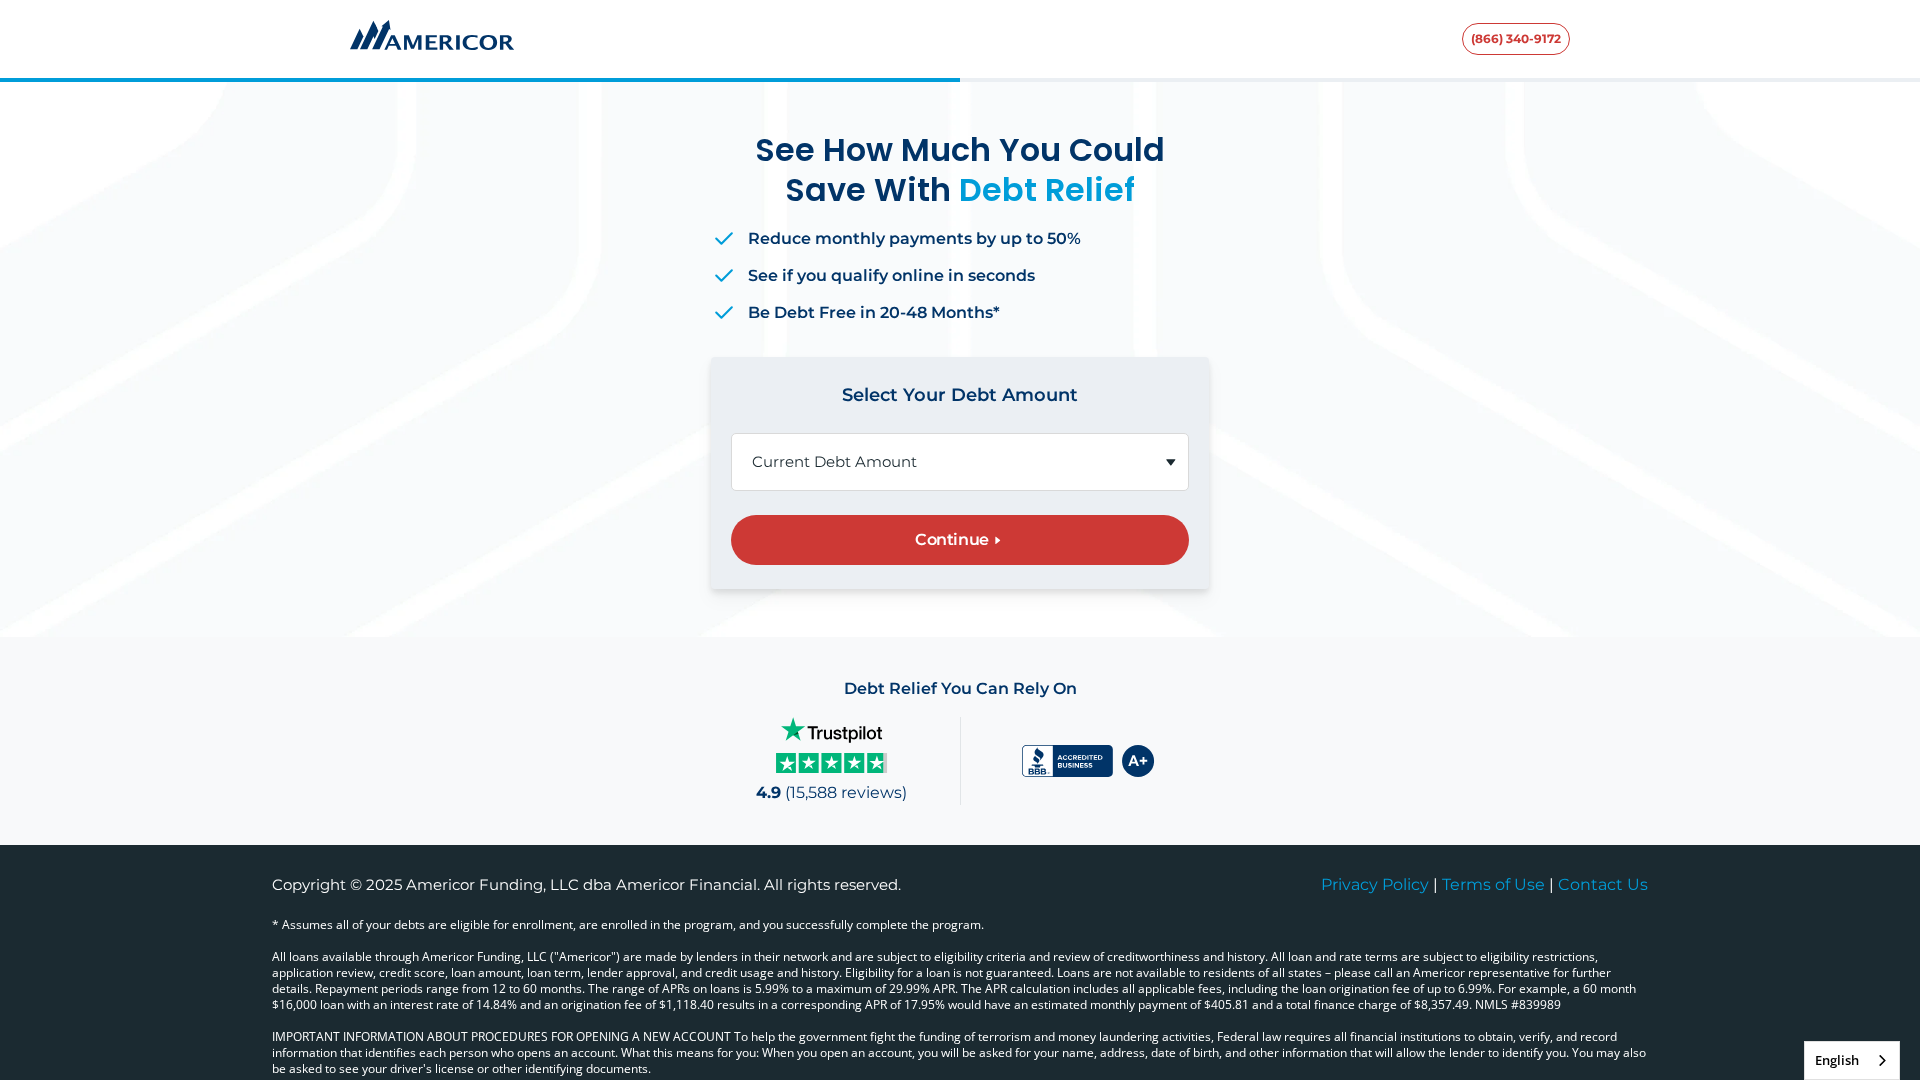 AMERICOR
(866) 340-9172
See How Much You Could
Save With Debt Relief
Reduce monthly payments by up to 50%
See if you qualify online in seconds
Be Debt Free in 20-48 Months*
Select Your Debt Amount
Current Debt Amount
Continue
Debt Relief You Can Rely On
Trustpilot
4.9 (15,588 reviews)
BBB
ACCREDITED
BUSINESS
A+
Copyright © 2025 Americor Funding, LLC dba Americor Financial. All rights reserved.
Privacy Policy | Terms of Use | Contact Us
* Assumes all of your debts are eligible for enrollment, are enrolled in the program, and you successfully complete the program.
All loans available through Americor Funding, LLC ("Americor") are made by lenders in their network and are subject to eligibility criteria and review of creditworthiness and history. All loan and rate terms are subject to eligibility restrictions,
application review, credit score, loan amount, loan term, lender approval, and credit usage and history. Eligibility for a loan is not guaranteed. Loans are not available to residents of all states – please call an Americor representative for further
details. Repayment periods range from 12 to 60 months. The range of APRs on loans is 5.99% to a maximum of 29.99% APR. The APR calculation includes all applicable fees, including the loan origination fee of up to 6.99%. For example, a 60 month
$16,000 loan with an interest rate of 14.84% and an origination fee of $1,118.40 results in a corresponding APR of 17.95% would have an estimated monthly payment of $405.81 and a total finance charge of $8,357.49. NMLS #839989
IMPORTANT INFORMATION ABOUT PROCEDURES FOR OPENING A NEW ACCOUNT To help the government fight the funding of terrorism and money laundering activities, Federal law requires all financial institutions to obtain, verify, and record
information that identifies each person who opens an account. What this means for you: When you open an account, you will be asked for your name, address, date of birth, and other information that will allow the lender to identify you. You may also
be asked to see your driver's license or other identifying documents.
English